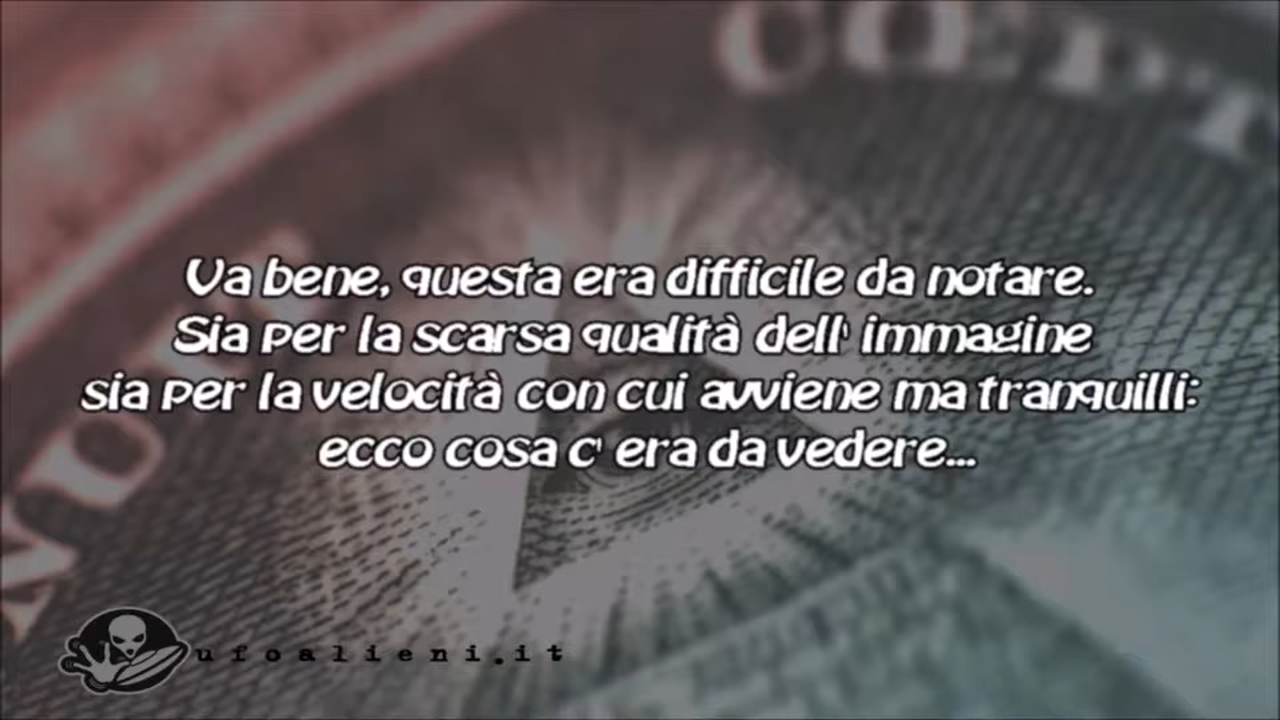 COEPT
Va bene, questa era difficile da notare.
Sia per la scarsa qualità dell' immagine
sia per la velocità con cui avviene ma tranquilli:
ecco cosa c' era da vedere...
ufoalieni.it